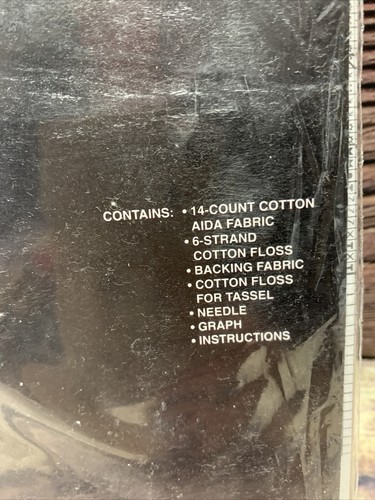 CONTAINS: • 14-COUNT COTTON
AIDA FABRIC
• 6-STRAND
COTTON FLOSS
• BACKING FABRIC
• COTTON FLOSS
FOR TASSEL
• NEEDLE
• GRAPH
• INSTRUCTIONS